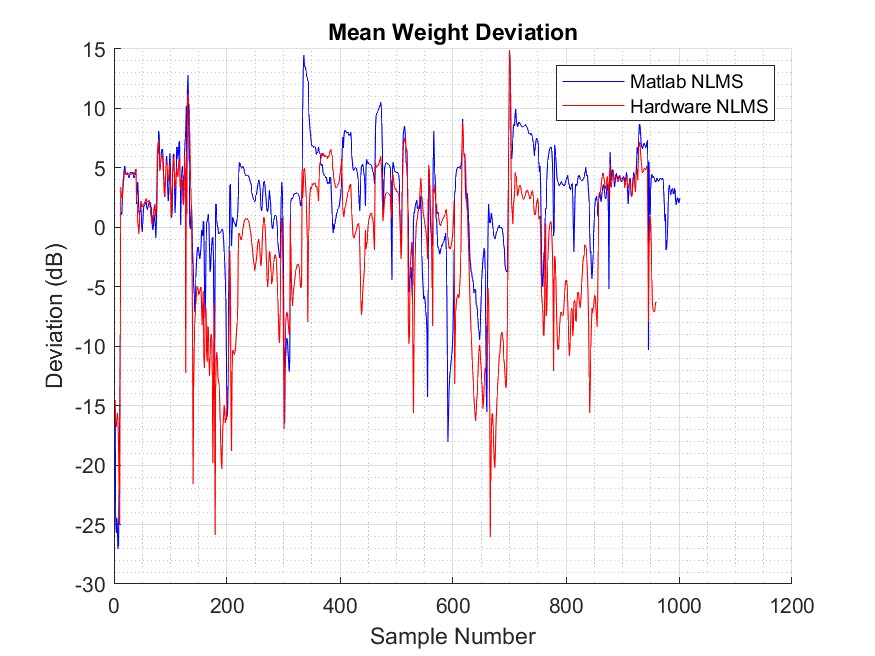 Mean Weight Deviation
Matlab NLMS
Hardware NLMS
Deviation (dB)
15
10
5
0
-5
-10
-15
-20
-25
-30
0 200 400 600 800 1000 1200
Sample Number